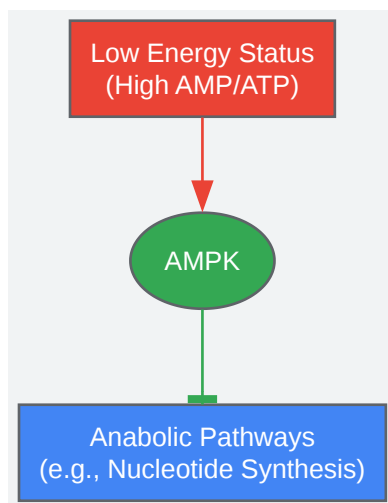 Low Energy Status
(High AMP/ATP)
AMPK
Anabolic Pathways
(e.g., Nucleotide Synthesis)